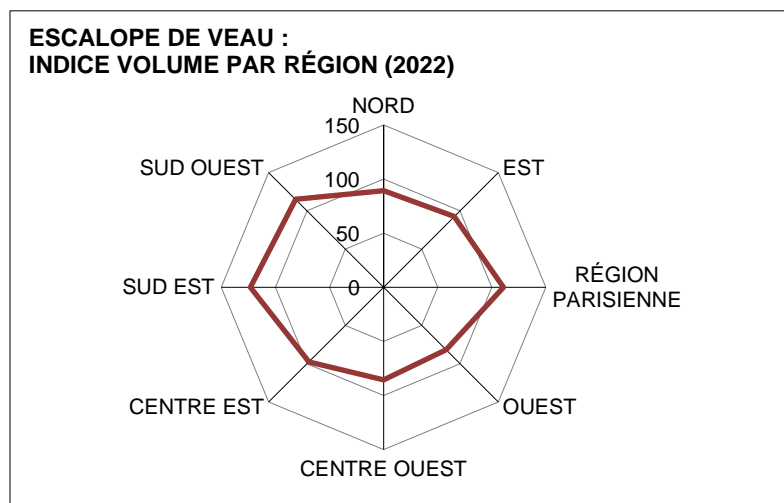 ESCALOPE DE VEAU :
INDICE VOLUME PAR RÉGION (2022)
NORD
150
SUD OUEST
EST
100
50
SUD EST
0
RÉGION
PARISIENNE
CENTRE EST
OUEST
CENTRE OUEST